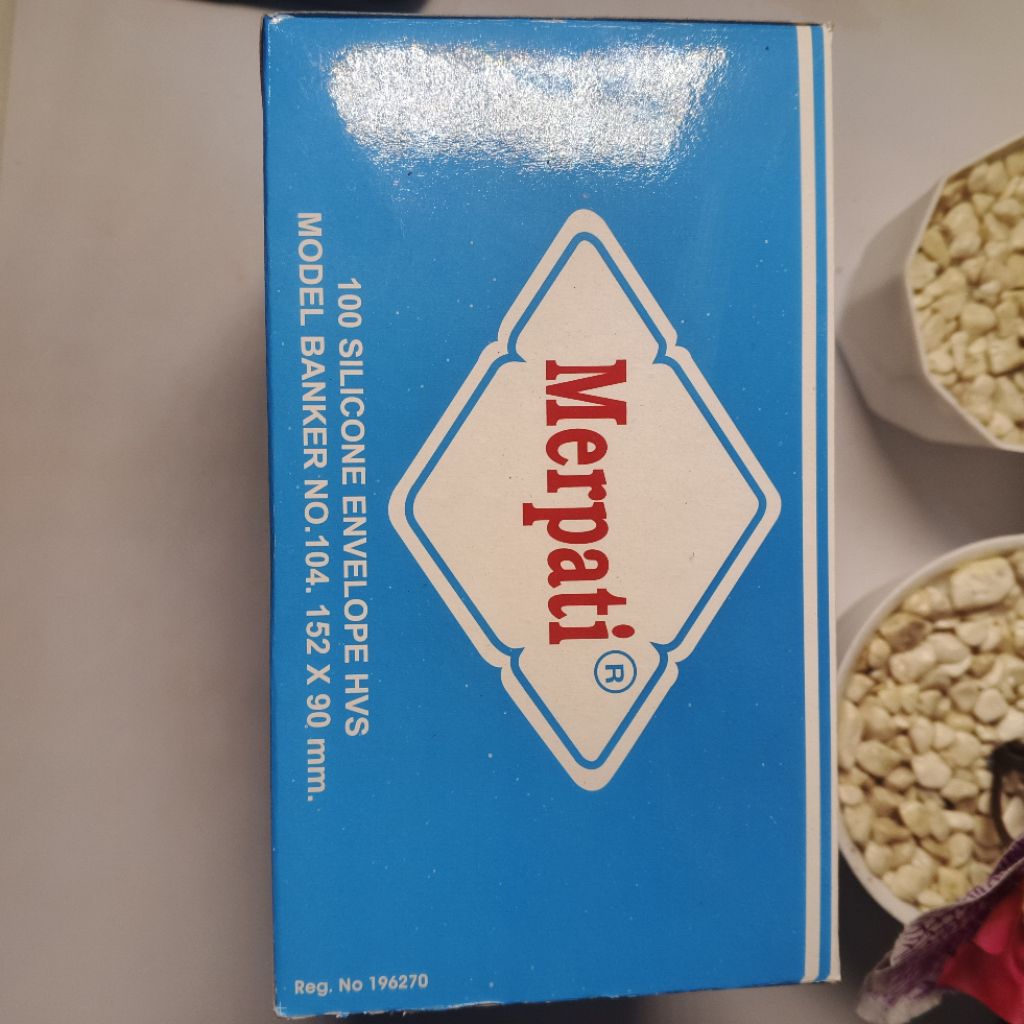 Merpati ®
100 SILICONE ENVELOPE HVS
MODEL BANKER NO.104. 152 X 90 mm.
Reg. No 196270